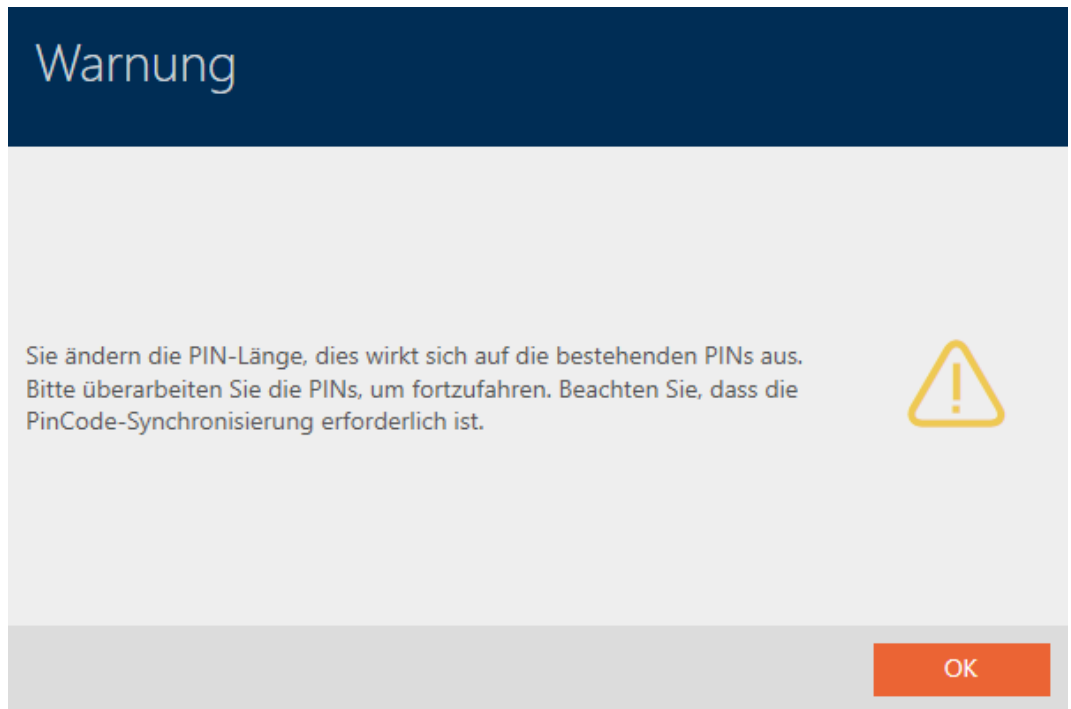 Warnung
Sie ändern die PIN-Länge, dies wirkt sich auf die bestehenden PINs aus.
Bitte überarbeiten Sie die PINs, um fortzufahren. Beachten Sie, dass die
PinCode-Synchronisierung erforderlich ist.
OK